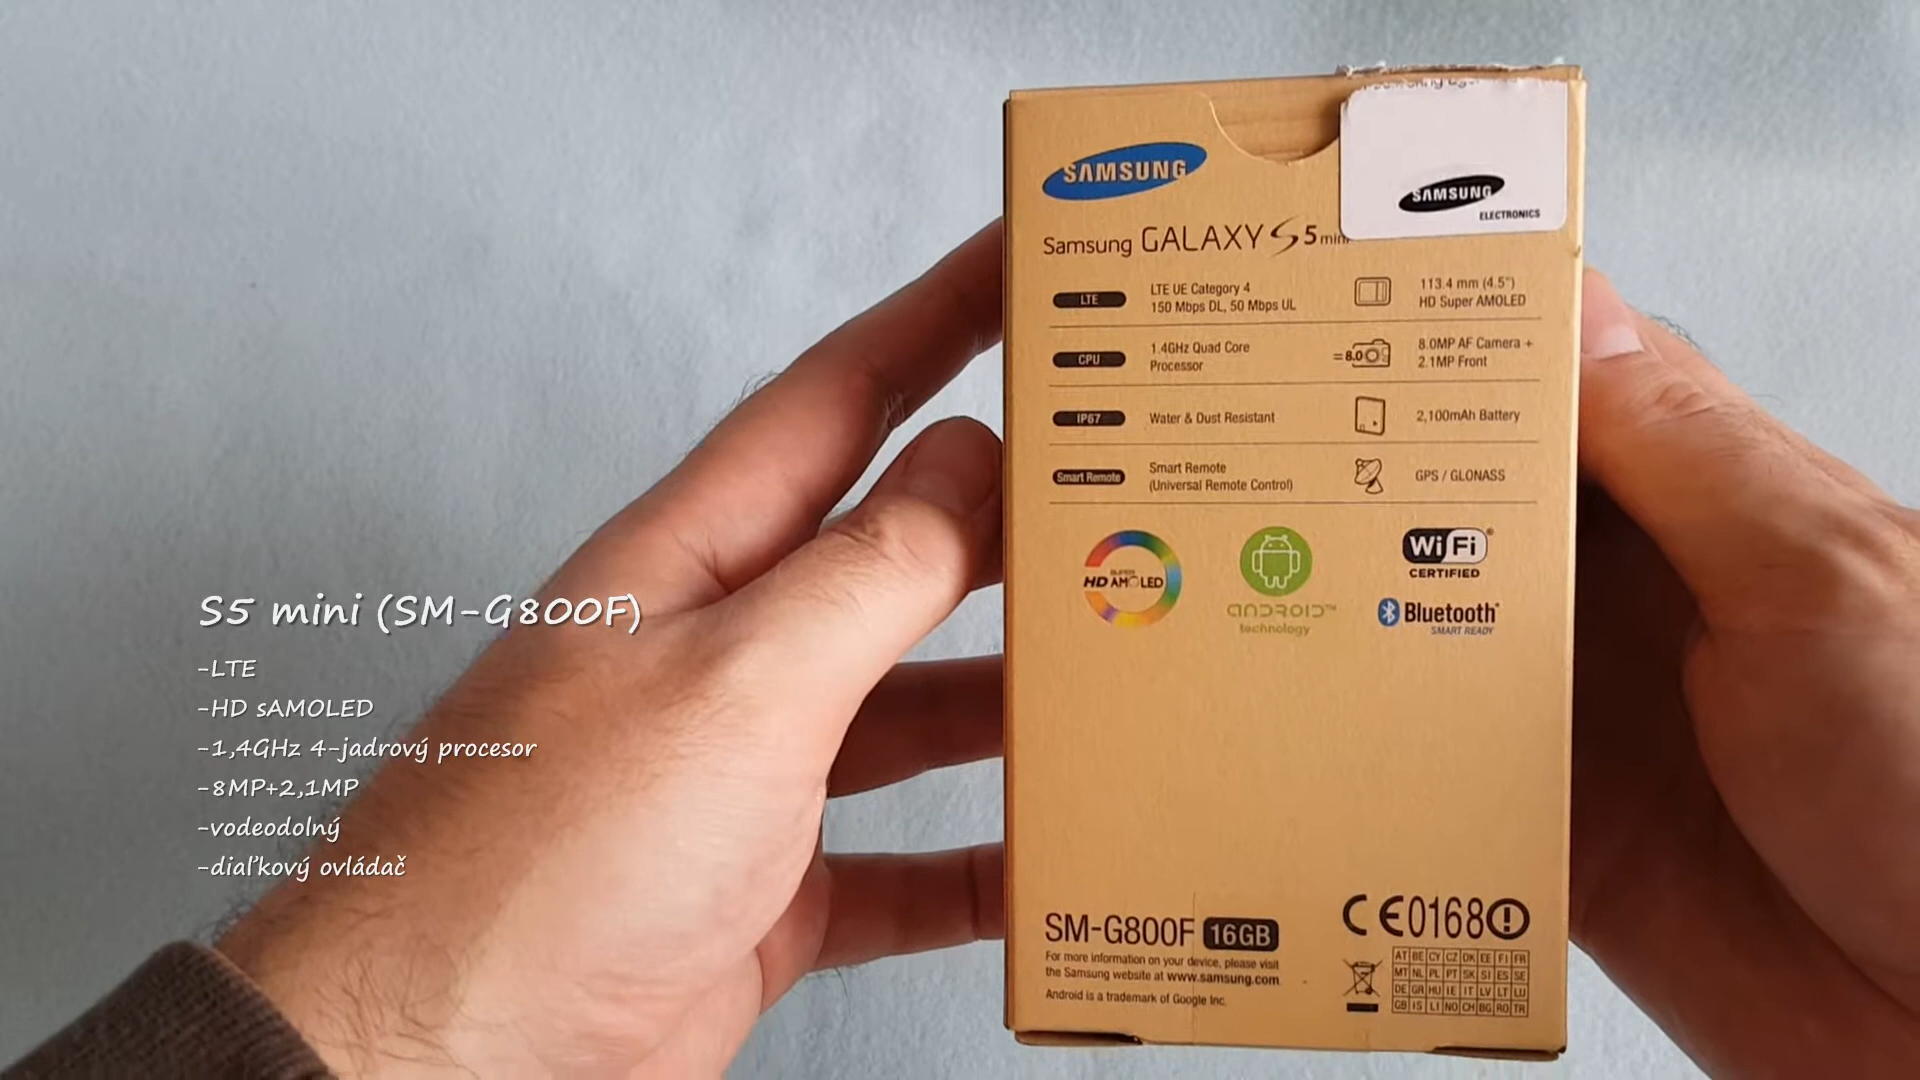 S5 mini (SM-G800F)
-LTE
-HD sAMOLED
-1,4GHz 4-jadrový procesor
-8MP+2,1MP
-vodeodolný
-diaľkový ovládač
SAMSUNG
SAMSUNG
ELECTRONICS
Samsung GALAXY S5 mini
LTE
LTE UE Category 4
150 Mbps DL, 50 Mbps UL
113.4 mm (4.5")
HD Super AMOLED
CPU
1.4GHz Quad Core
Processor
=8.0
8.0MP AF Camera +
2.1MP Front
IP67
Water & Dust Resistant
2,100mAh Battery
Smart Remote
Smart Remote
(Universal Remote Control)
GPS / GLONASS
SUPER
HD AMOLED
ANDROID™
technology
Wi Fi®
CERTIFIED
Bluetooth®
SMART READY
SM-G800F 16GB
For more information on your device, please visit
the Samsung website at www.samsung.com
Android is a trademark of Google Inc.
CE0168
AT BE CY CZ DK EE FI FR
MT NL PL PT SK SI ES SE
DE GR HU IE IT LV LT LU
GB IS LI NO CH BG RO TR